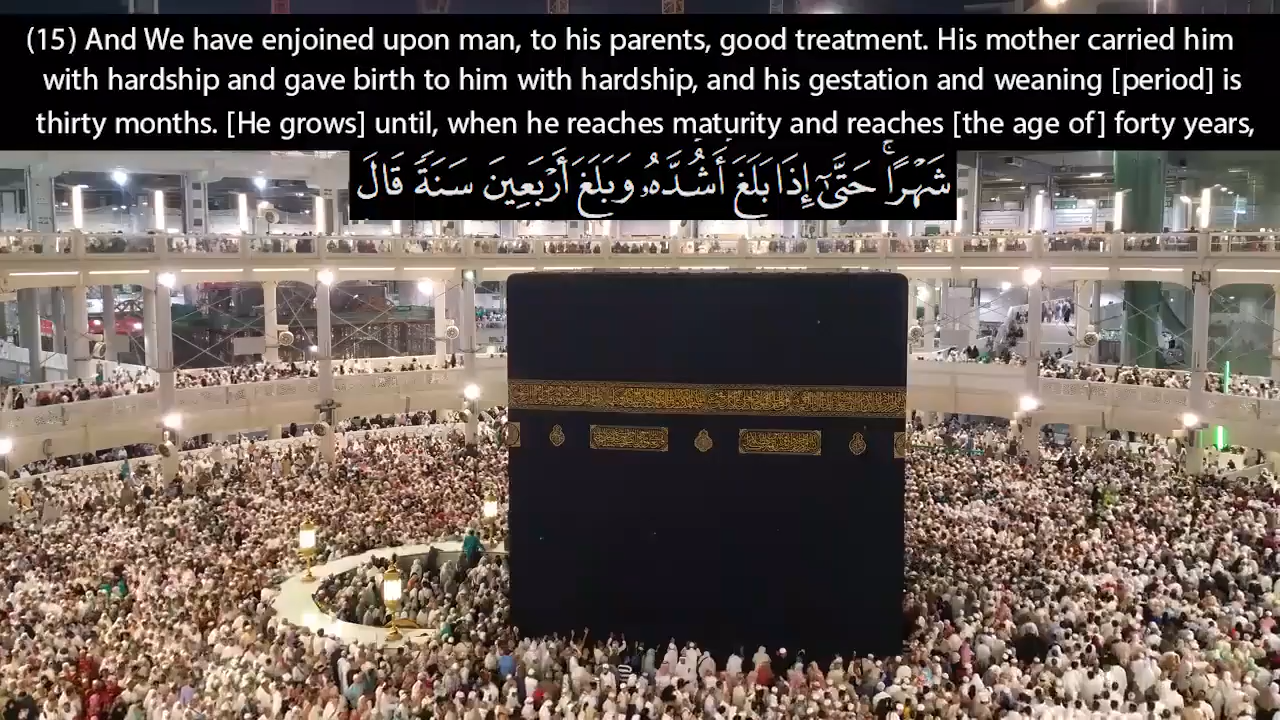 (15) And We have enjoined upon man, to his parents, good treatment. His mother carried him
with hardship and gave birth to him with hardship, and his gestation and weaning [period] is
thirty months. [He grows] until, when he reaches maturity and reaches [the age of] forty years,
شَهْرًا ۚ حَتَّىٰٓ إِذَا بَلَغَ أَشُدَّهُۥ وَبَلَغَ أَرْبَعِينَ سَنَةً قَالَ